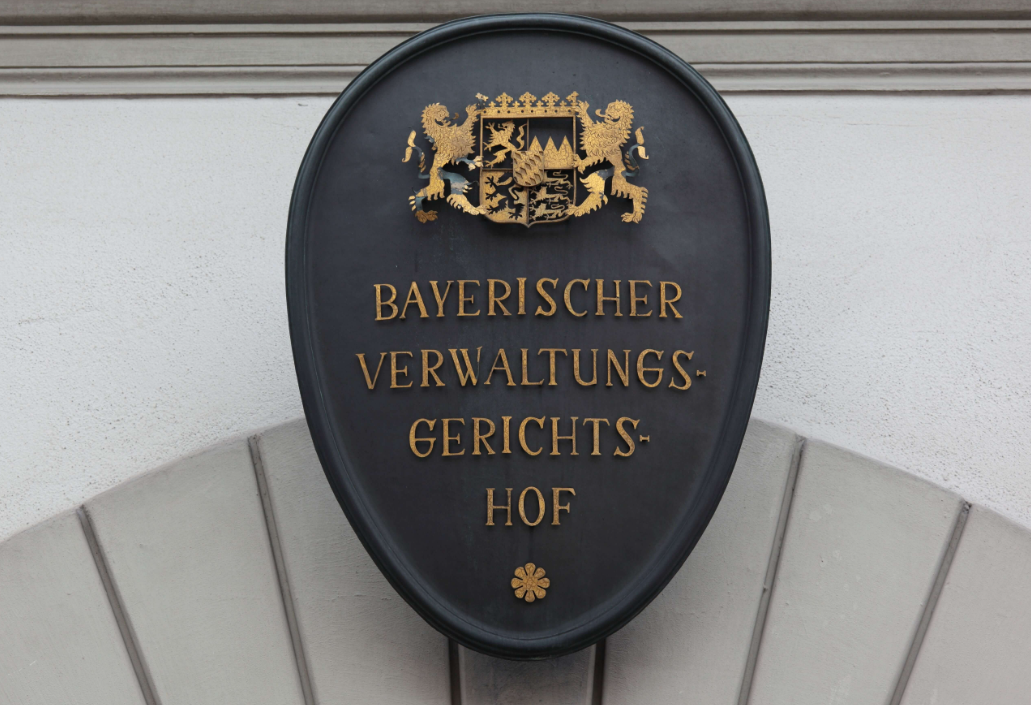 BAYERISCHER
VERWALTUNGS-
GERICHTS-
HOF